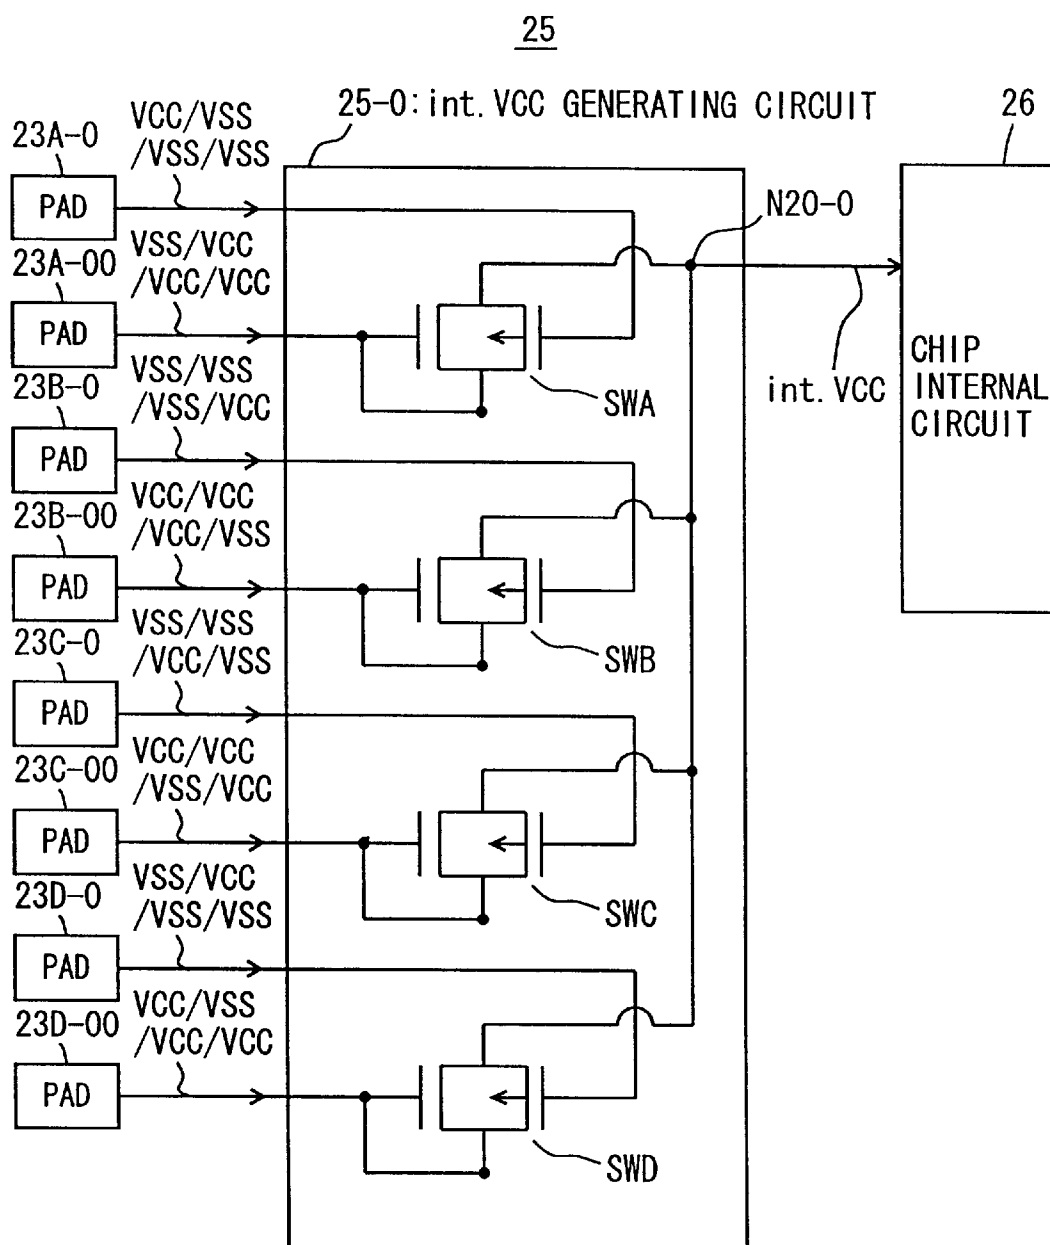 25
25-0:int.VCC GENERATING CIRCUIT
26
23A-0
VCC/VSS
/VSS/VSS
PAD
N20-0
23A-00
VSS/VCC
/VCC/VCC
PAD
SWA
int.VCC
CHIP
INTERNAL
CIRCUIT
23B-0
VSS/VSS
/VSS/VCC
PAD
23B-00
VCC/VCC
/VCC/VSS
PAD
SWB
23C-0
VSS/VSS
/VCC/VSS
PAD
23C-00
VCC/VCC
/VSS/VCC
PAD
SWC
23D-0
VSS/VCC
/VSS/VSS
PAD
23D-00
VCC/VSS
/VCC/VCC
PAD
SWD